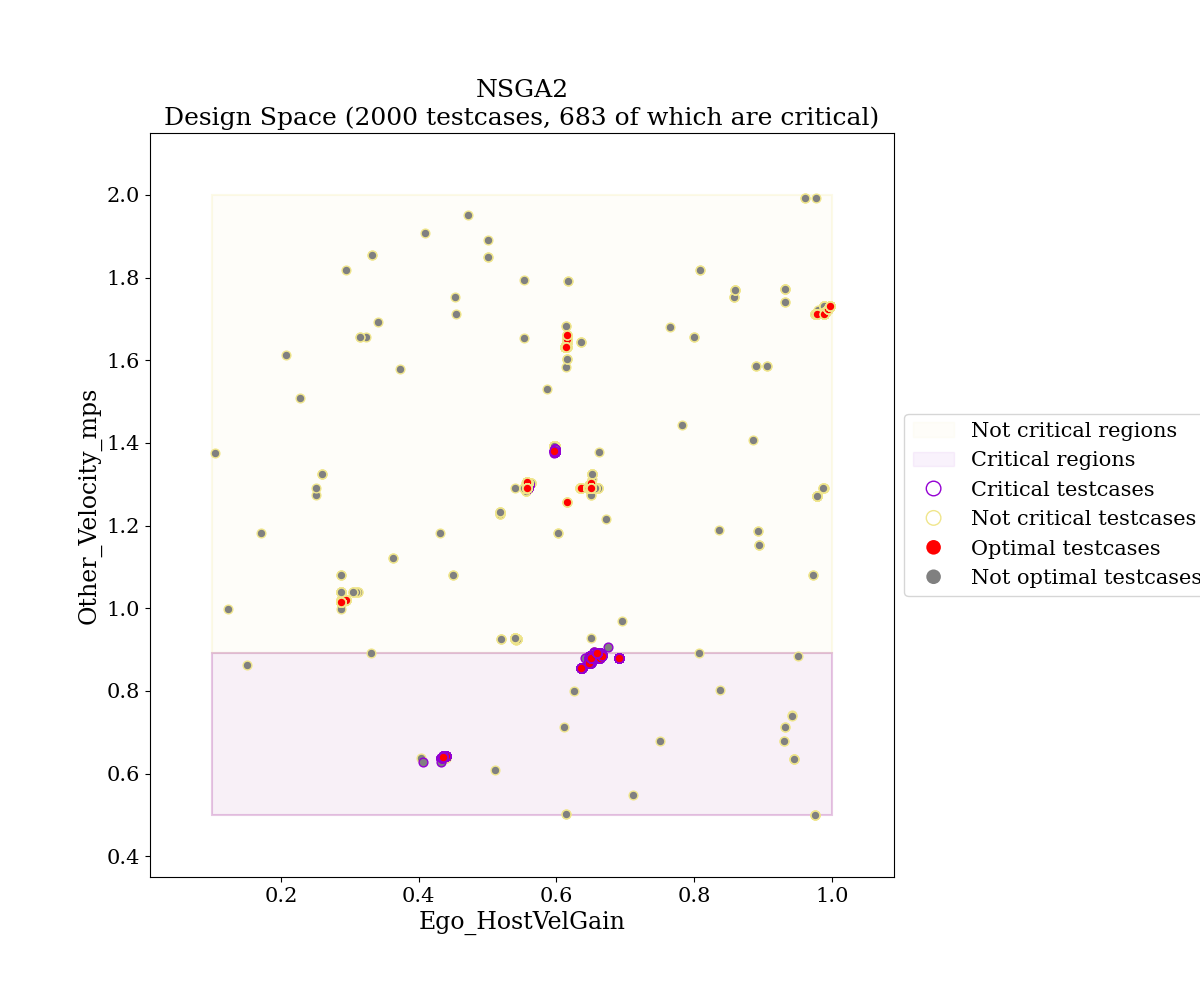 NSGA2
Design Space (2000 testcases, 683 of which are critical)
2.0
1.8
1.6
1.4
1.2
1.0
0.8
0.6
0.4
Other_Velocity_mps
0.2
0.4
0.6
0.8
1.0
Ego_HostVelGain
Not critical regions
Critical regions
Critical testcases
Not critical testcases
Optimal testcases
Not optimal testcases